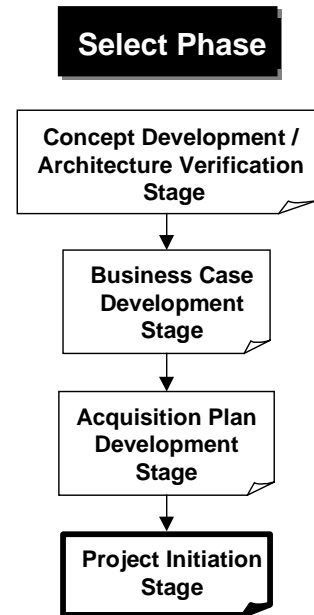 Select Phase
Concept Development /
Architecture Verification
Stage
Business Case
Development
Stage
Acquisition Plan
Development
Stage
Project Initiation
Stage